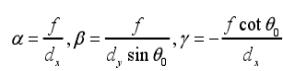 α = f / d_x , β = f / (d_y sin θ_0) , γ = − (f cot θ_0) / d_x